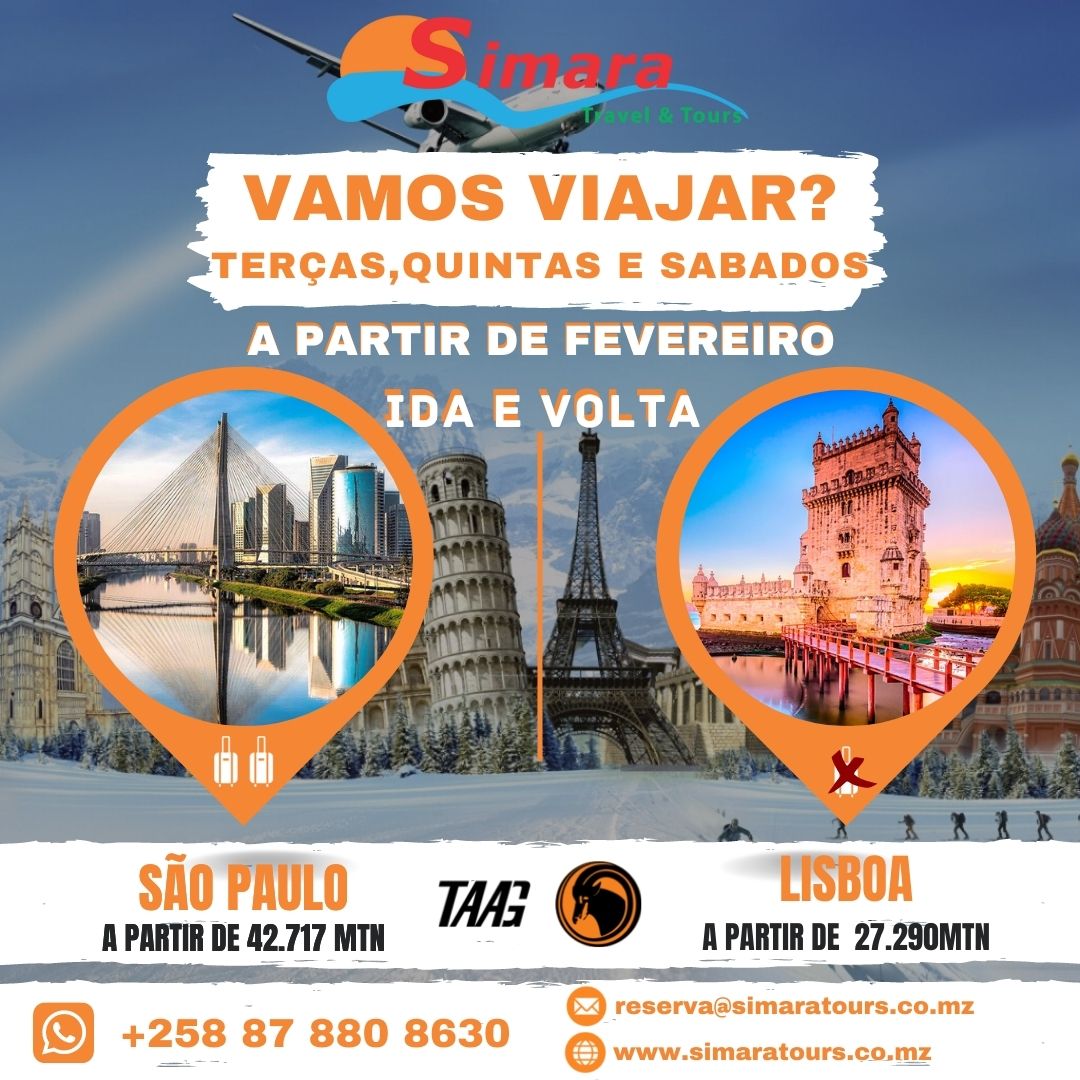 Simara
Travel & Tours
VAMOS VIAJAR?
TERÇAS,QUINTAS E SABADOS
A PARTIR DE FEVEREIRO
IDA E VOLTA
SÃO PAULO
A PARTIR DE 42.717 MTN
TAAG
LISBOA
A PARTIR DE 27.290MTN
+258 87 880 8630
reserva@simaratours.co.mz
www.simaratours.co.mz